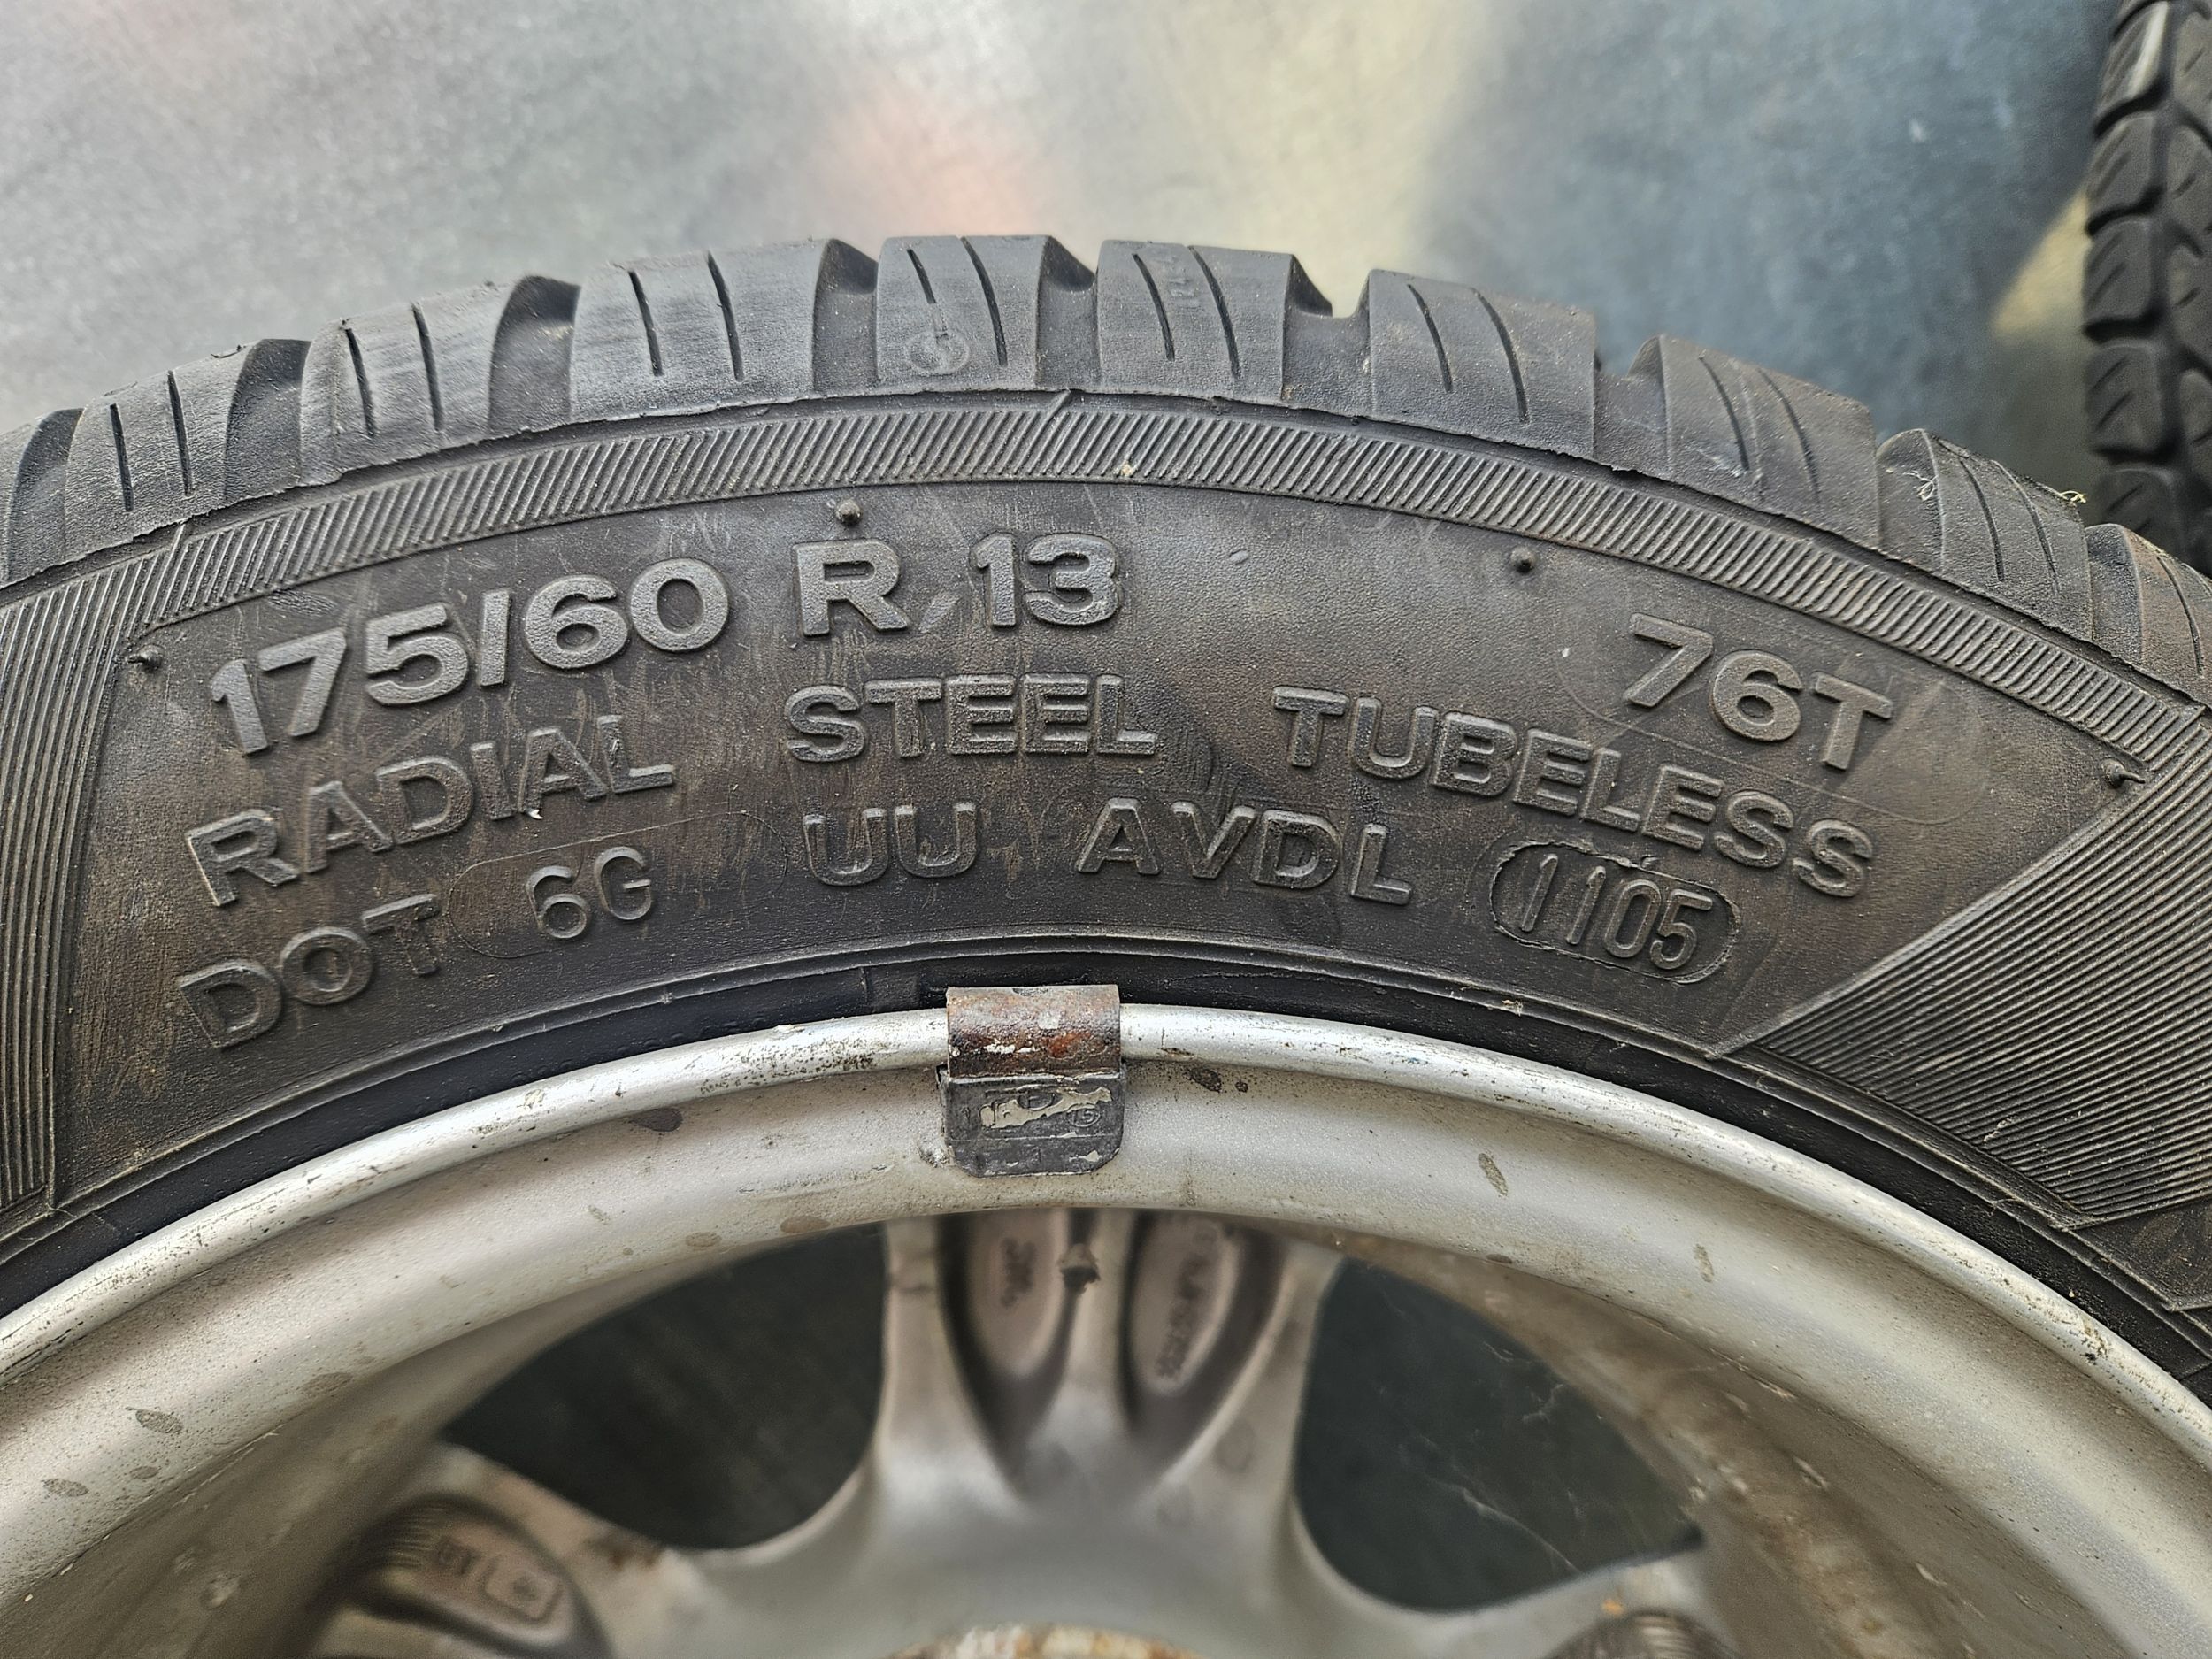 175/60 R 13 76T
RADIAL STEEL TUBELESS
DOT 6G UU AVDL 1105